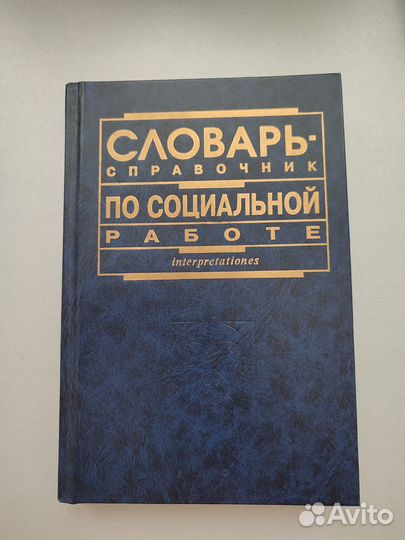 СЛОВАРЬ-
СПРАВОЧНИК
ПО СОЦИАЛЬНОЙ
РАБОТЕ
interpretationes
Avito